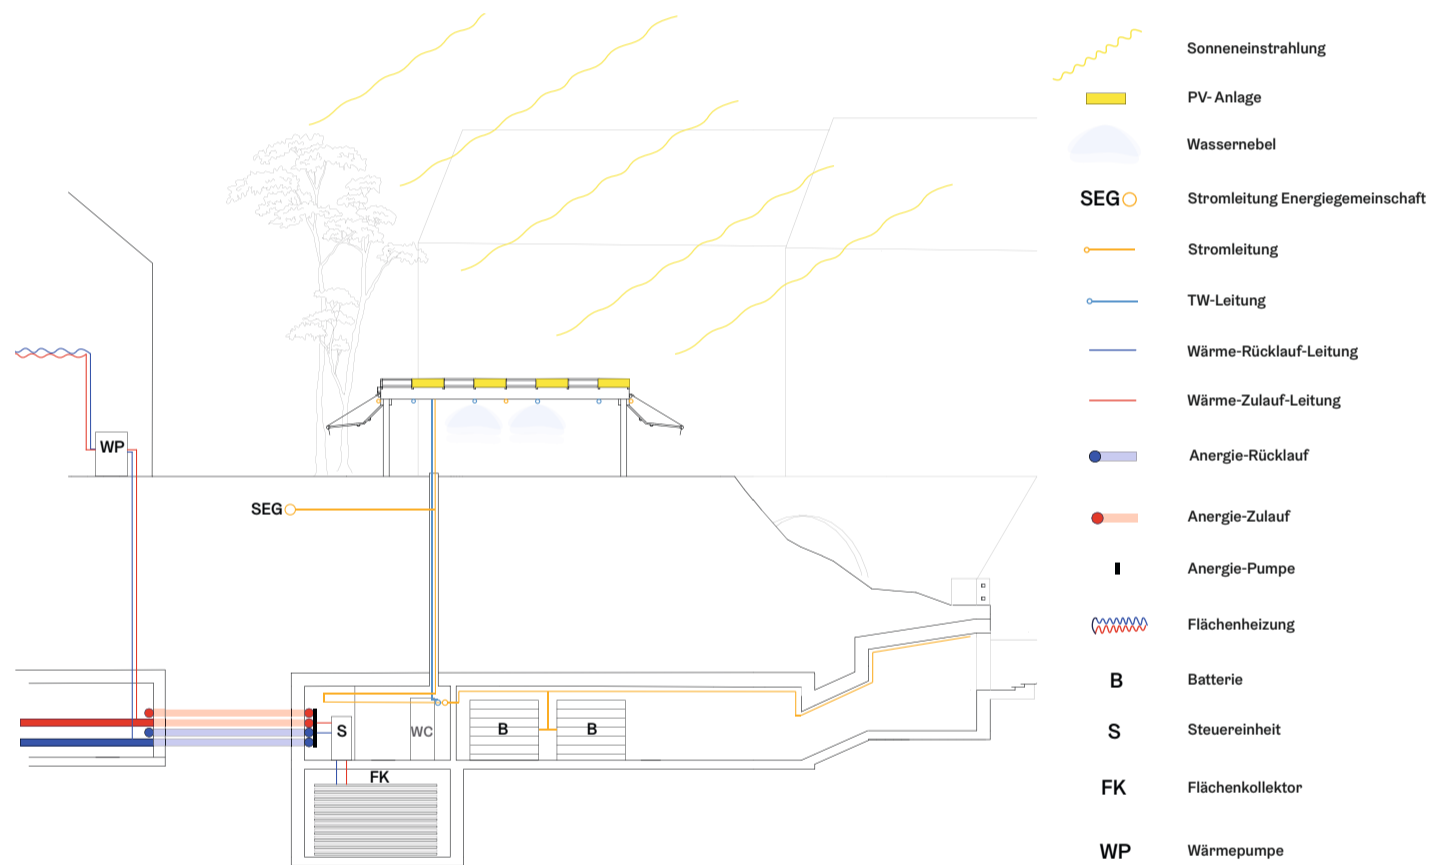 Sonneneinstrahlung
PV- Anlage
Wassernebel
SEG Stromleitung Energiegemeinschaft
Stromleitung
TW-Leitung
Wärme-Rücklauf-Leitung
Wärme-Zulauf-Leitung
WP
Anergie-Rücklauf
SEG
Anergie-Zulauf
Anergie-Pumpe
Flächenheizung
B Batterie
S
WC
B
B
S Steuereinheit
FK
FK Flächenkollektor
WP Wärmepumpe